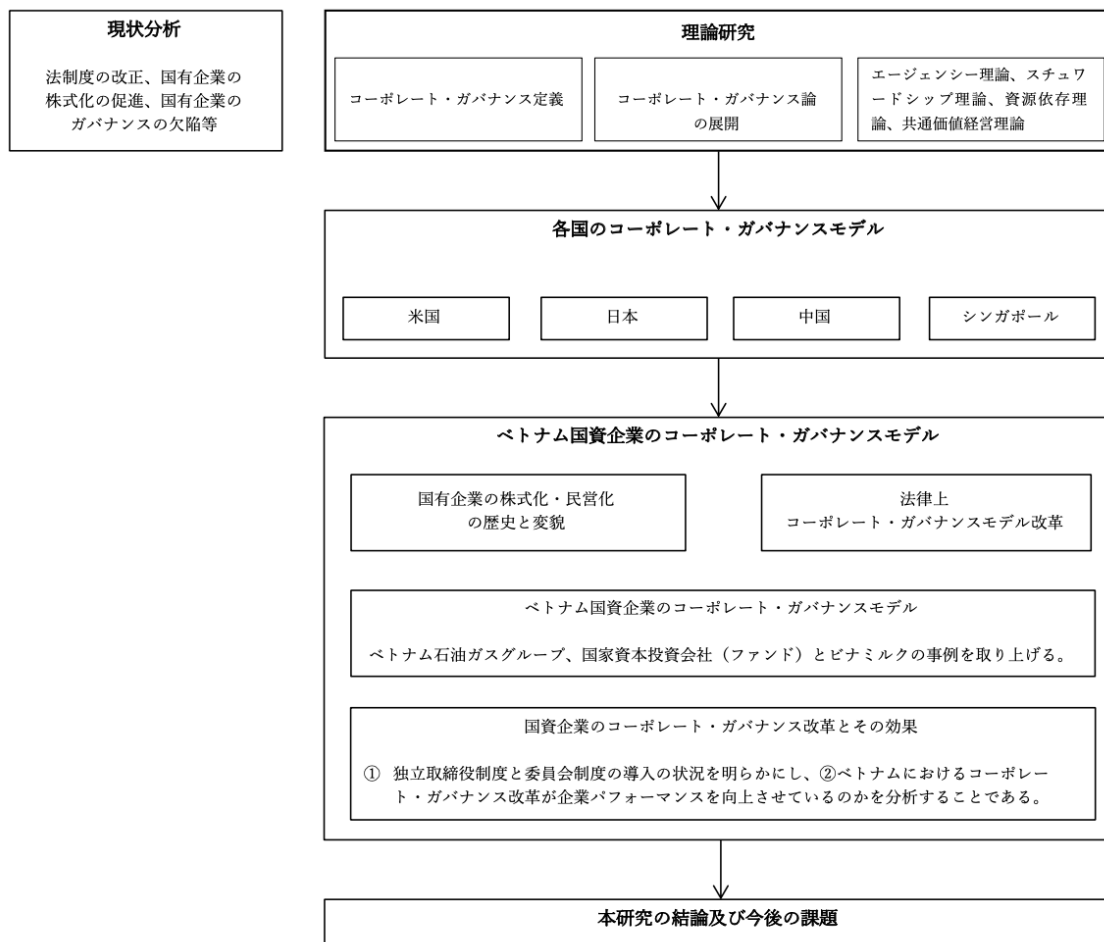 現状分析
法制度の改正、国有企業の
株式化の促進、国有企業の
ガバナンスの欠陥等
理論研究
コーポレート・ガバナンス定義
コーポレート・ガバナンス論
の展開
エージェンシー理論、スチュワ
ードシップ理論、資源依存理
論、共通価値経営理論
各国のコーポレート・ガバナンスモデル
米国
日本
中国
シンガポール
ベトナム国資企業のコーポレート・ガバナンスモデル
国有企業の株式化・民営化
の歴史と変貌
法律上
コーポレート・ガバナンスモデル改革
ベトナム国資企業のコーポレート・ガバナンスモデル
ベトナム石油ガスグループ、国家資本投資会社（ファンド）とビナミルクの事例を取り上げる。
国資企業のコーポレート・ガバナンス改革とその効果
① 独立取締役制度と委員会制度の導入の状況を明らかにし、②ベトナムにおけるコーポレー
ト・ガバナンス改革が企業パフォーマンスを向上させているのかを分析することである。
本研究の結論及び今後の課題